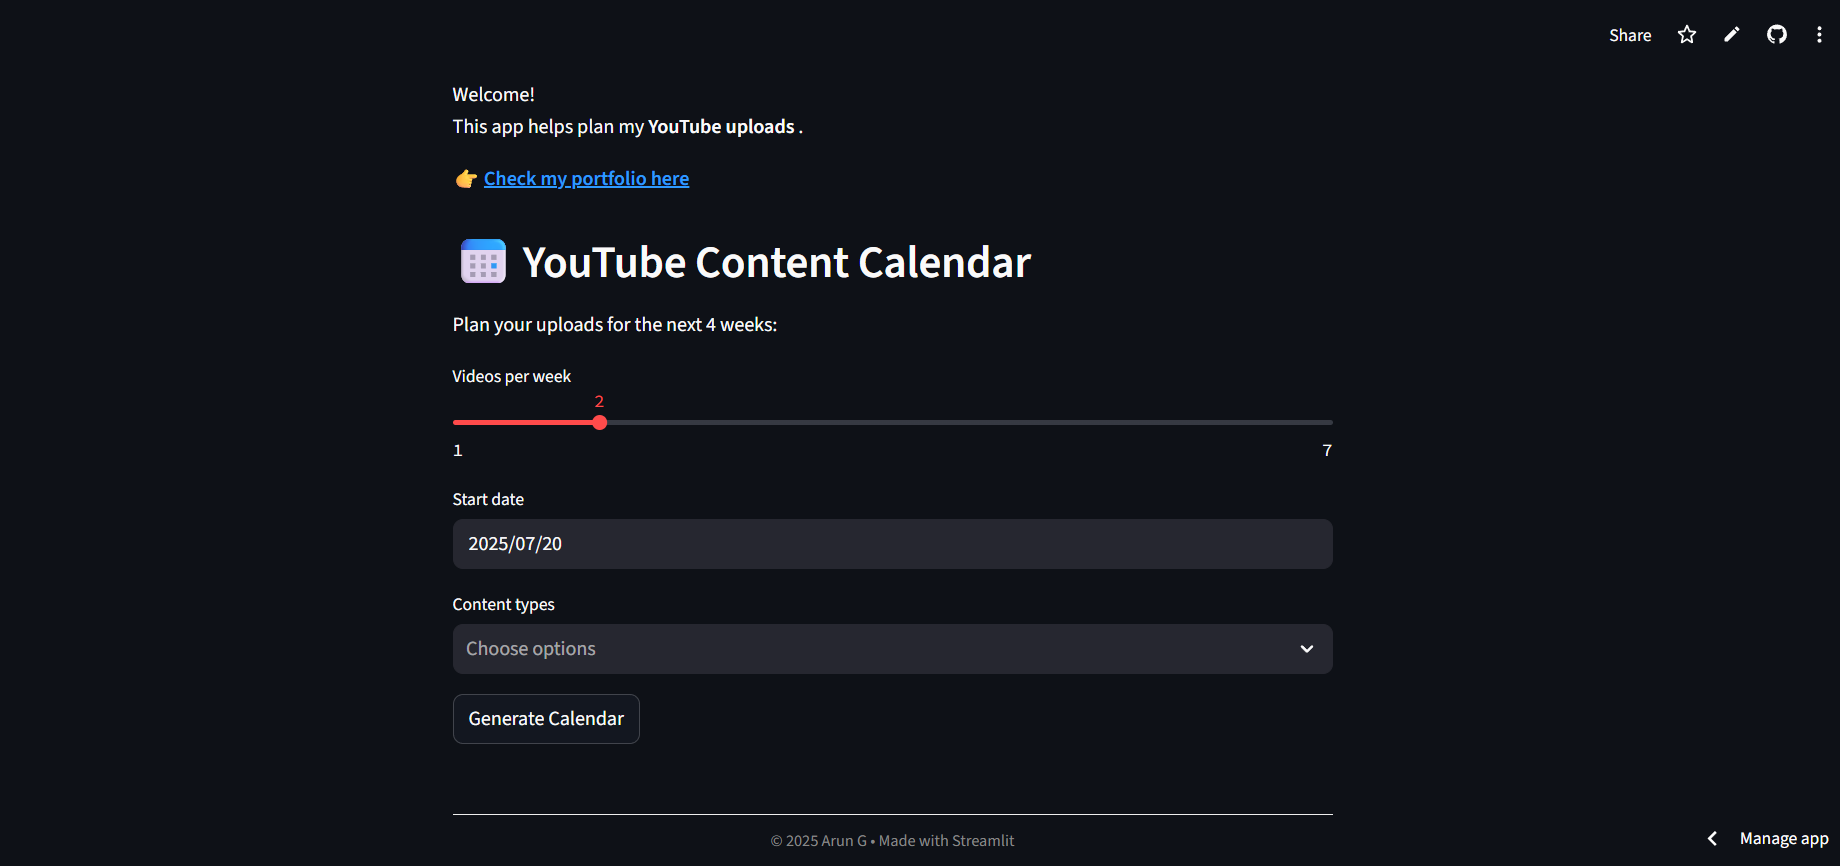 Share
Welcome!
This app helps plan my YouTube uploads .
Check my portfolio here
YouTube Content Calendar
Plan your uploads for the next 4 weeks:
Videos per week
2
1 7
Start date
2025/07/20
Content types
Choose options
Generate Calendar
© 2025 Arun G • Made with Streamlit
Manage app